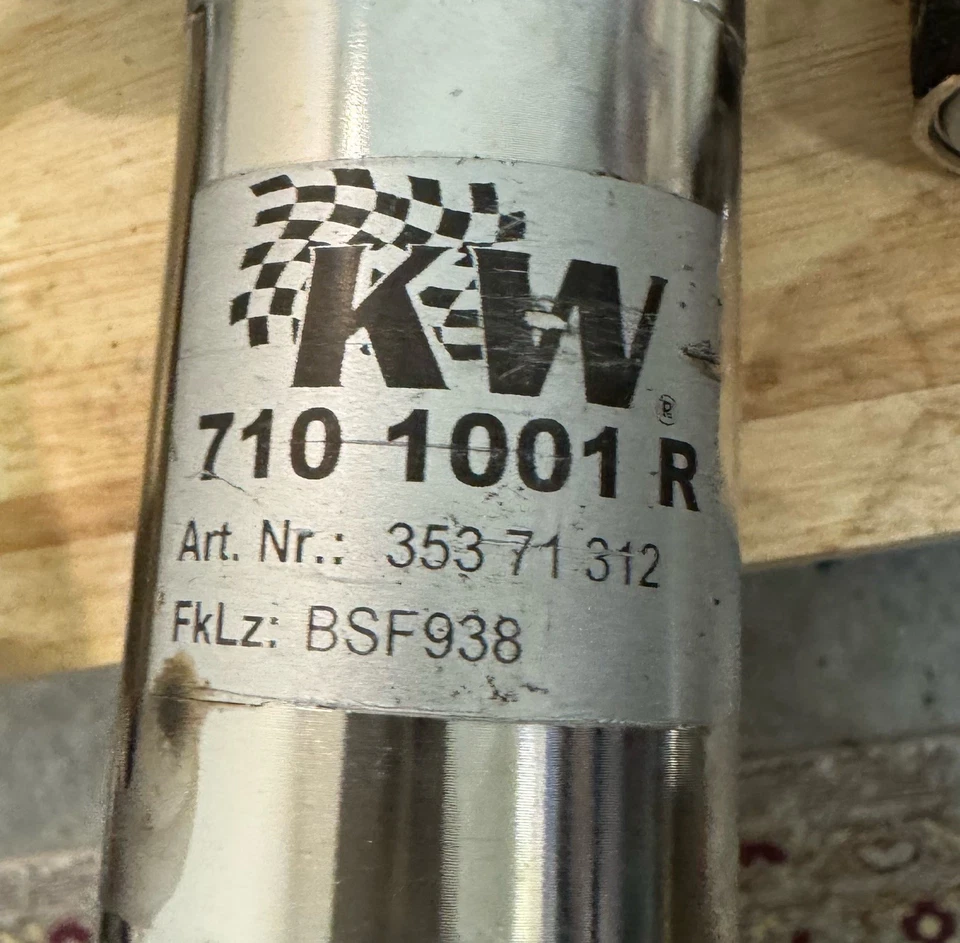 KW®
710 1001 R
Art. Nr.: 353 71 312
FkLz: BSF938